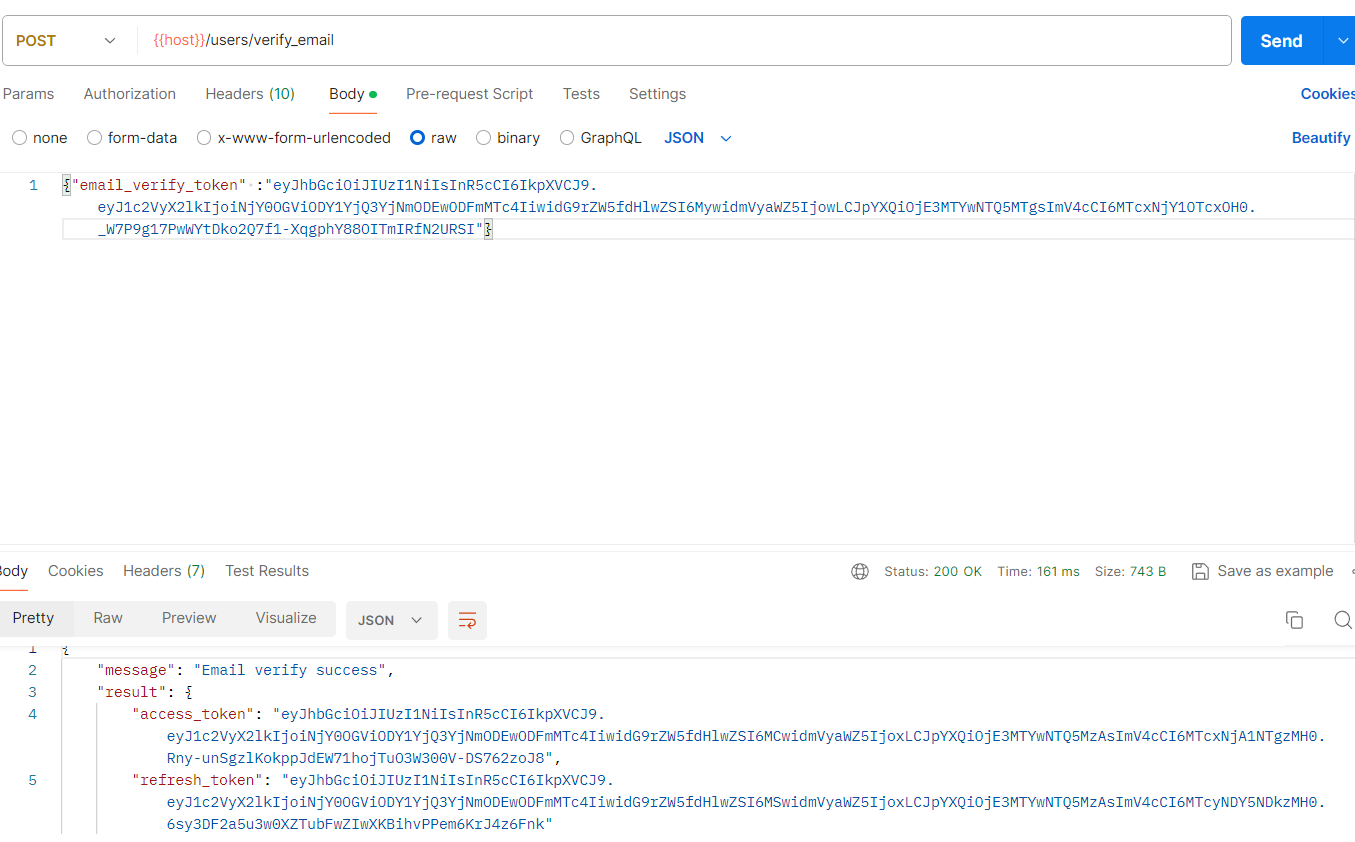 POST {{host}}/users/verify_email Send
Params Authorization Headers (10) Body Pre-request Script Tests Settings Cookies
none form-data x-www-form-urlencoded raw binary GraphQL JSON Beautify
1 {"email_verify_token" :"eyJhbGciOiJIUzI1NiIsInR5cCI6IkpXVCJ9.
eyJ1c2VyX2lkIjoiNjY0OGViODY1YjQ3YjNmODEwODFmMTc4IiwidG9rZW5fdHlwZSI6MywidmVyaWZ5IjowLCJpYXQiOjE3MTYwNTQ5MTgsImV4cCI6MTcxNjY1OTcxOH0.
_W7P9g17PwWYtDko2Q7f1-XqgphY88OITmIRfN2URSI"}
Body Cookies Headers (7) Test Results Status: 200 OK Time: 161 ms Size: 743 B Save as example
Pretty Raw Preview Visualize JSON
1 {
2 "message": "Email verify success",
3 "result": {
4 "access_token": "eyJhbGciOiJIUzI1NiIsInR5cCI6IkpXVCJ9.
eyJ1c2VyX2lkIjoiNjY0OGViODY1YjQ3YjNmODEwODFmMTc4IiwidG9rZW5fdHlwZSI6MCwidmVyaWZ5IjoxLCJpYXQiOjE3MTYwNTQ5MzAsImV4cCI6MTcxNjA1NTgzMH0.
Rny-unSgzlKokppJdEW71hojTuO3W300V-DS762zoJ8",
5 "refresh_token": "eyJhbGciOiJIUzI1NiIsInR5cCI6IkpXVCJ9.
eyJ1c2VyX2lkIjoiNjY0OGViODY1YjQ3YjNmODEwODFmMTc4IiwidG9rZW5fdHlwZSI6MSwidmVyaWZ5IjoxLCJpYXQiOjE3MTYwNTQ5MzAsImV4cCI6MTcyNDY5NDkzMH0.
6sy3DF2a5u3w0XZTubFwZIwXKBihvPPem6KrJ4z6Fnk"